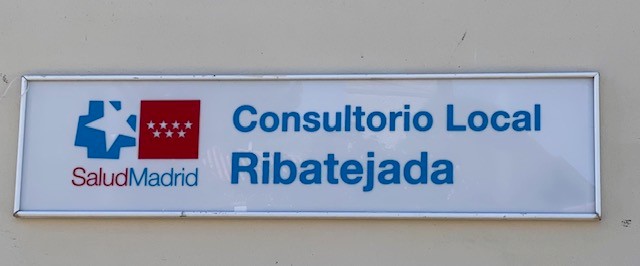 SaludMadrid
Consultorio Local
Ribatejada